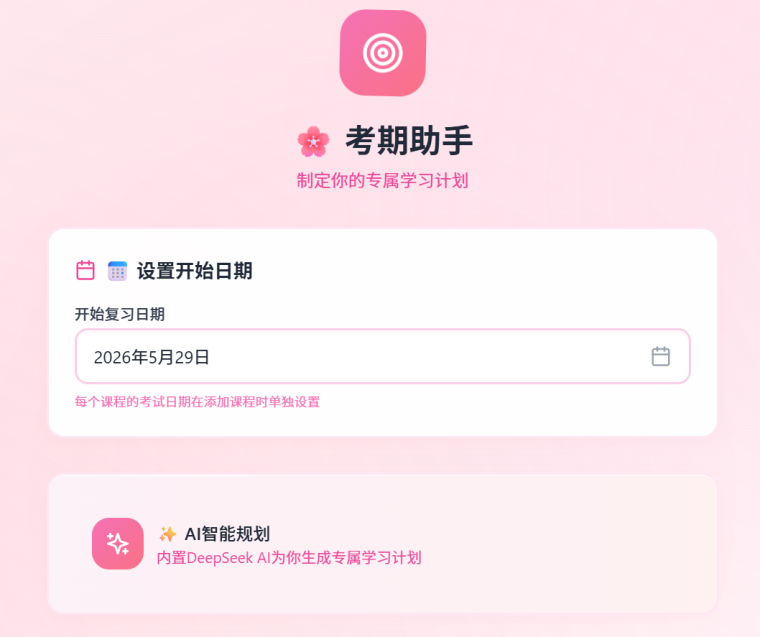 🌸 考期助手
制定你的专属学习计划
设置开始日期
开始复习日期
2026年5月29日
每个课程的考试日期在添加课程时单独设置
✨ AI智能规划
内置DeepSeek AI为你生成专属学习计划